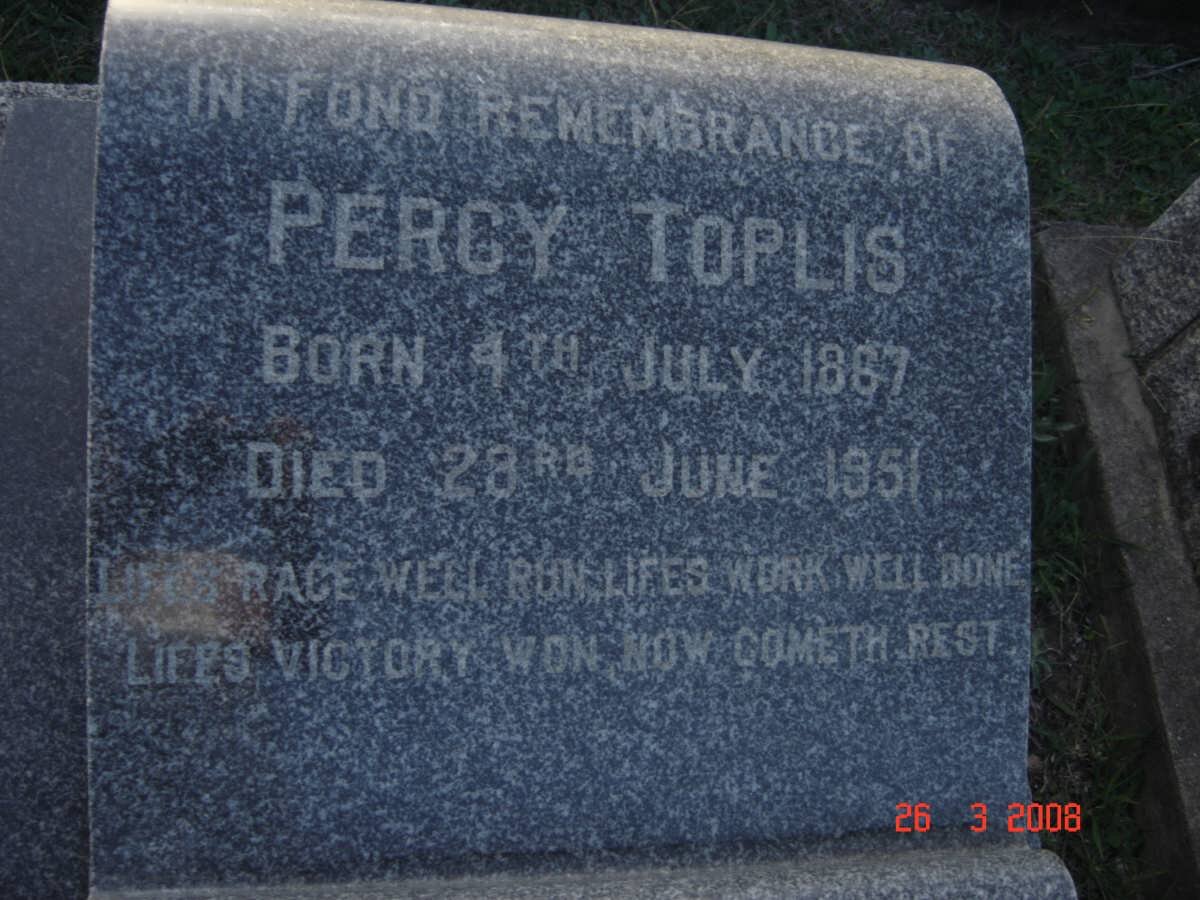 IN FOND REMEMBRANCE OF
PERCY TOPLIS
BORN 4TH JULY 1867
DIED 23RD JUNE 1951.
LIFES RACE WELL RUN, LIFES WORK WELL DONE
LIFES VICTORY WON, NOW COMETH REST.
26 3 2008